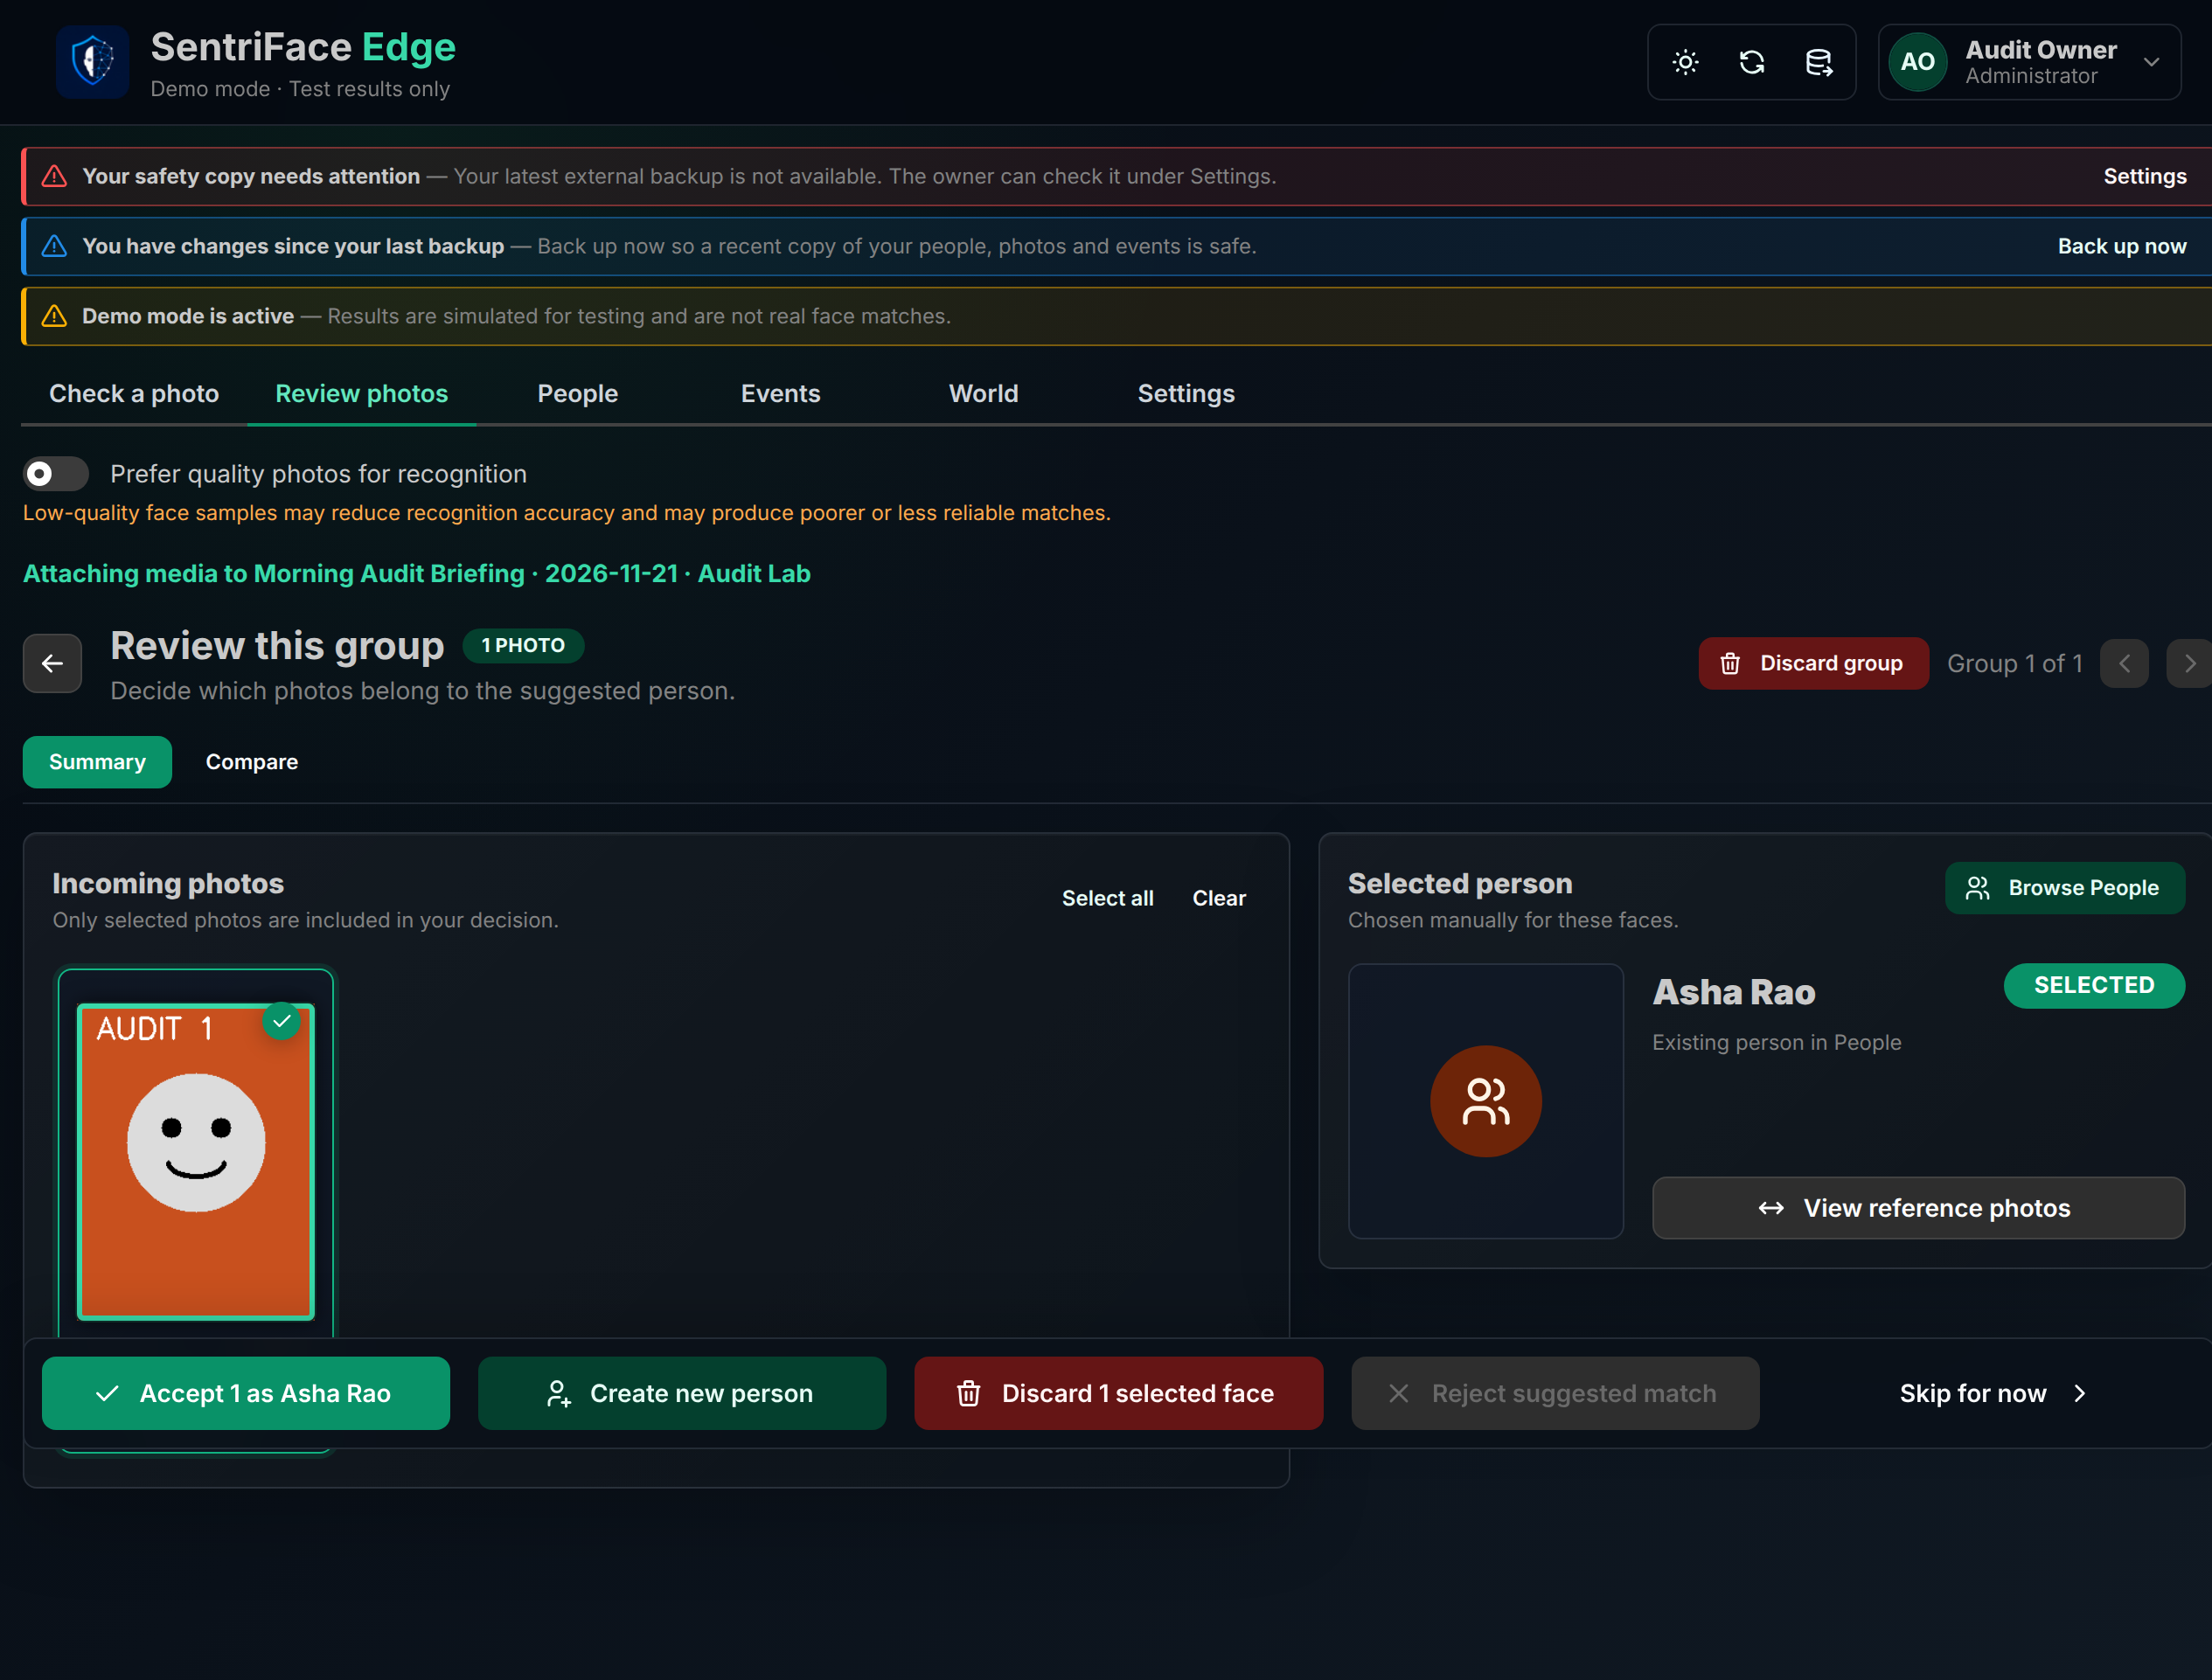 SentriFace Edge
Demo mode · Test results only
AO
Audit Owner
Administrator
Your safety copy needs attention — Your latest external backup is not available. The owner can check it under Settings.
Settings
You have changes since your last backup — Back up now so a recent copy of your people, photos and events is safe.
Back up now
Demo mode is active — Results are simulated for testing and are not real face matches.
Check a photo
Review photos
People
Events
World
Settings
Prefer quality photos for recognition
Low-quality face samples may reduce recognition accuracy and may produce poorer or less reliable matches.
Attaching media to Morning Audit Briefing · 2026-11-21 · Audit Lab
Review this group
1 PHOTO
Decide which photos belong to the suggested person.
Discard group
Group 1 of 1
Summary
Compare
Incoming photos
Only selected photos are included in your decision.
Select all
Clear
AUDIT 1
Selected person
Chosen manually for these faces.
Browse People
Asha Rao
SELECTED
Existing person in People
View reference photos
Accept 1 as Asha Rao
Create new person
Discard 1 selected face
Reject suggested match
Skip for now